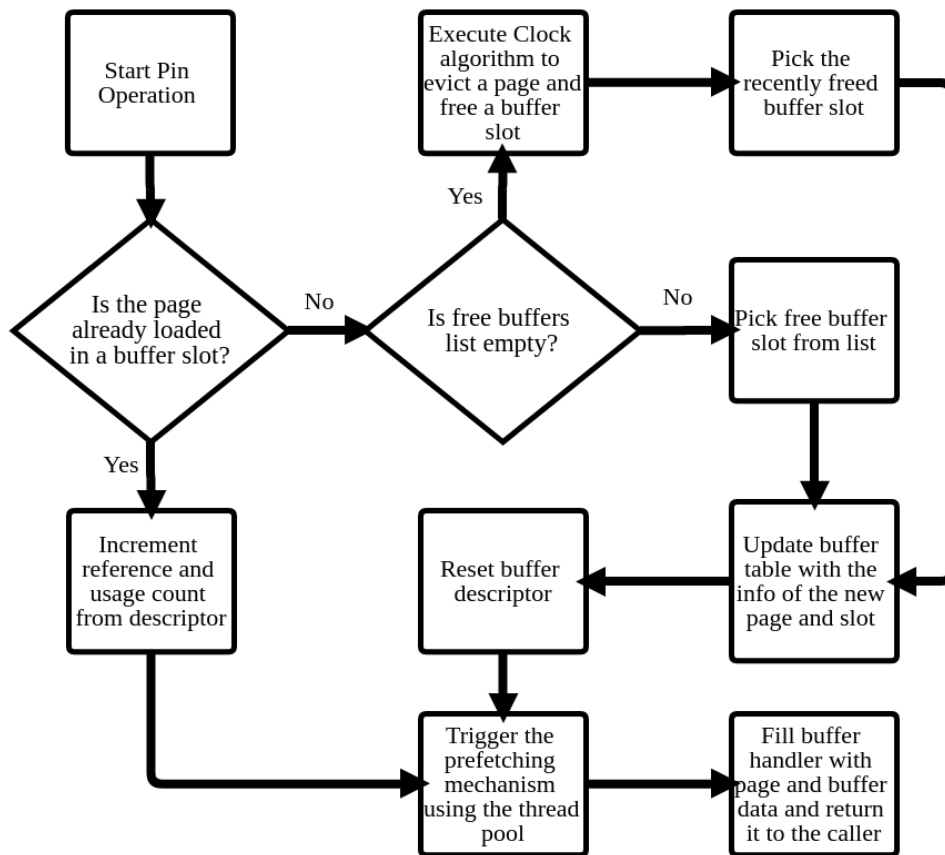 Start Pin
Operation
Execute Clock
algorithm to
evict a page and
free a buffer
slot
Pick the
recently freed
buffer slot
Yes
Is the page
already loaded
in a buffer slot?
No
Is free buffers
list empty?
No
Pick free buffer
slot from list
Yes
Increment
reference and
usage count
from descriptor
Reset buffer
descriptor
Update buffer
table with the
info of the new
page and slot
Trigger the
prefetching
mechanism
using the thread
pool
Fill buffer
handler with
page and buffer
data and return
it to the caller